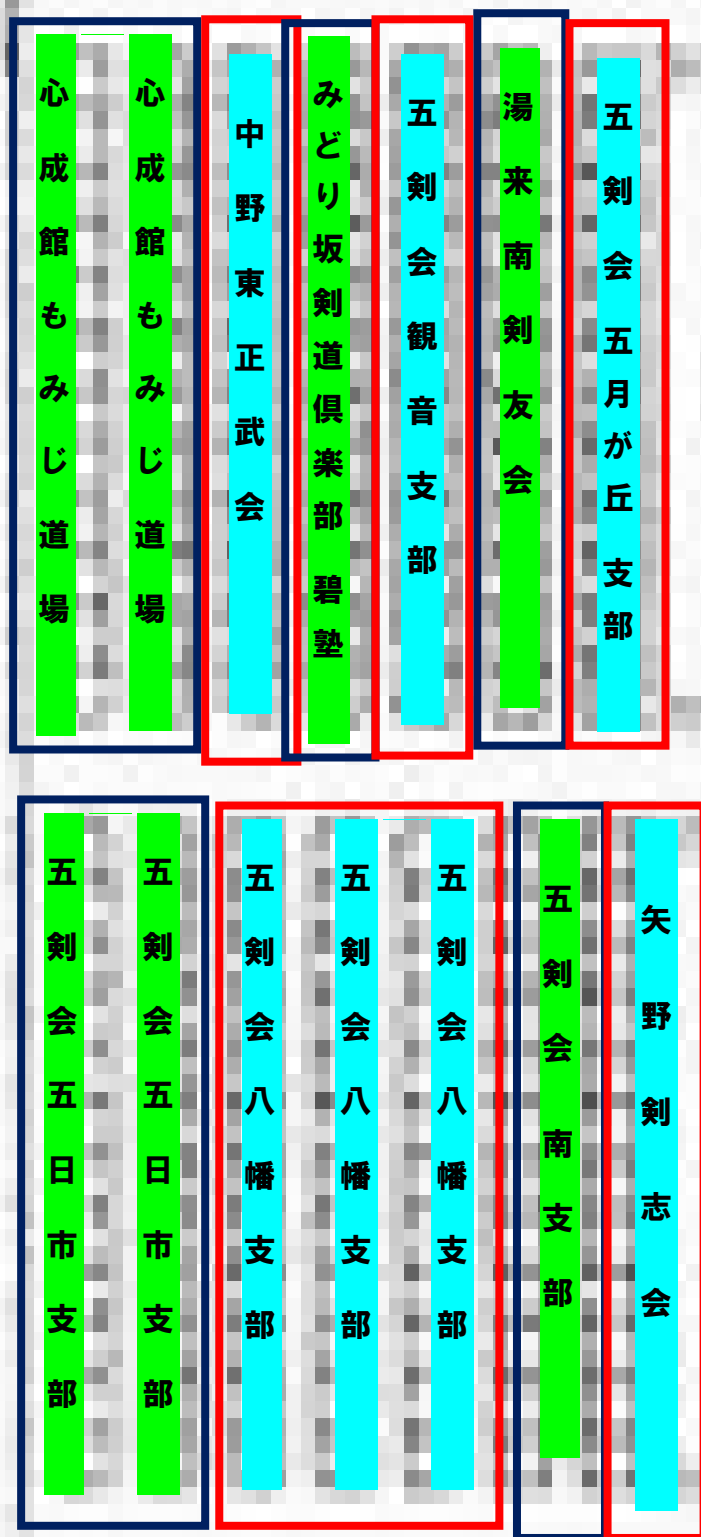 五剣会 五月が丘 支部
湯来南剣友会
五剣会観音支部
みどり坂剣道倶楽部 碧塾
中野東正武会
心成館もみじ道場
心成館もみじ道場
矢野剣志会
五剣会 南支部
五剣会八幡支部
五剣会八幡支部
五剣会八幡支部
五剣会五日市支部
五剣会五日市支部